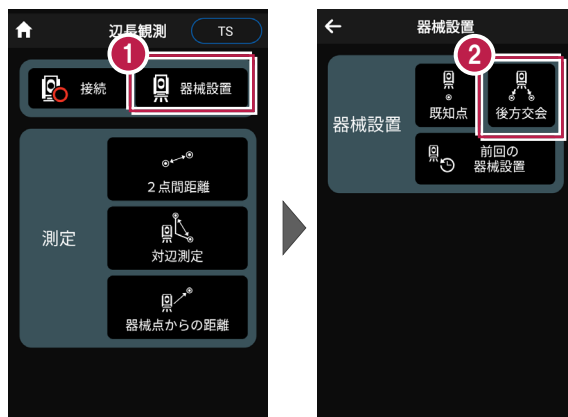 辺長観測
TS
1
接続
器械設置
測定
2点間距離
対辺測定
器械点からの距離
器械設置
2
器械設置
既知点
後方交会
前回の
器械設置